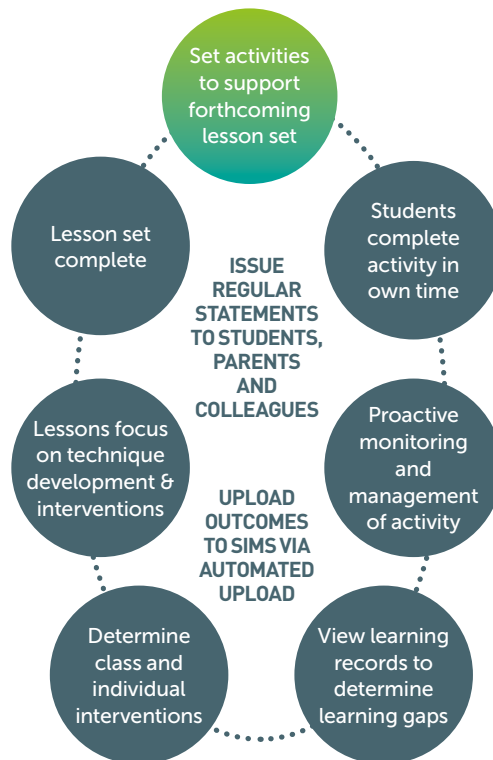 Set activities
to support
forthcoming
lesson set
Students
complete
activity in
own time
Proactive
monitoring
and
management
of activity
View learning
records to
determine
learning gaps
Determine
class and
individual
interventions
Lessons focus
on technique
development &
interventions
Lesson set
complete
ISSUE
REGULAR
STATEMENTS
TO STUDENTS,
PARENTS
AND
COLLEAGUES
UPLOAD
OUTCOMES
TO SIMS VIA
AUTOMATED
UPLOAD